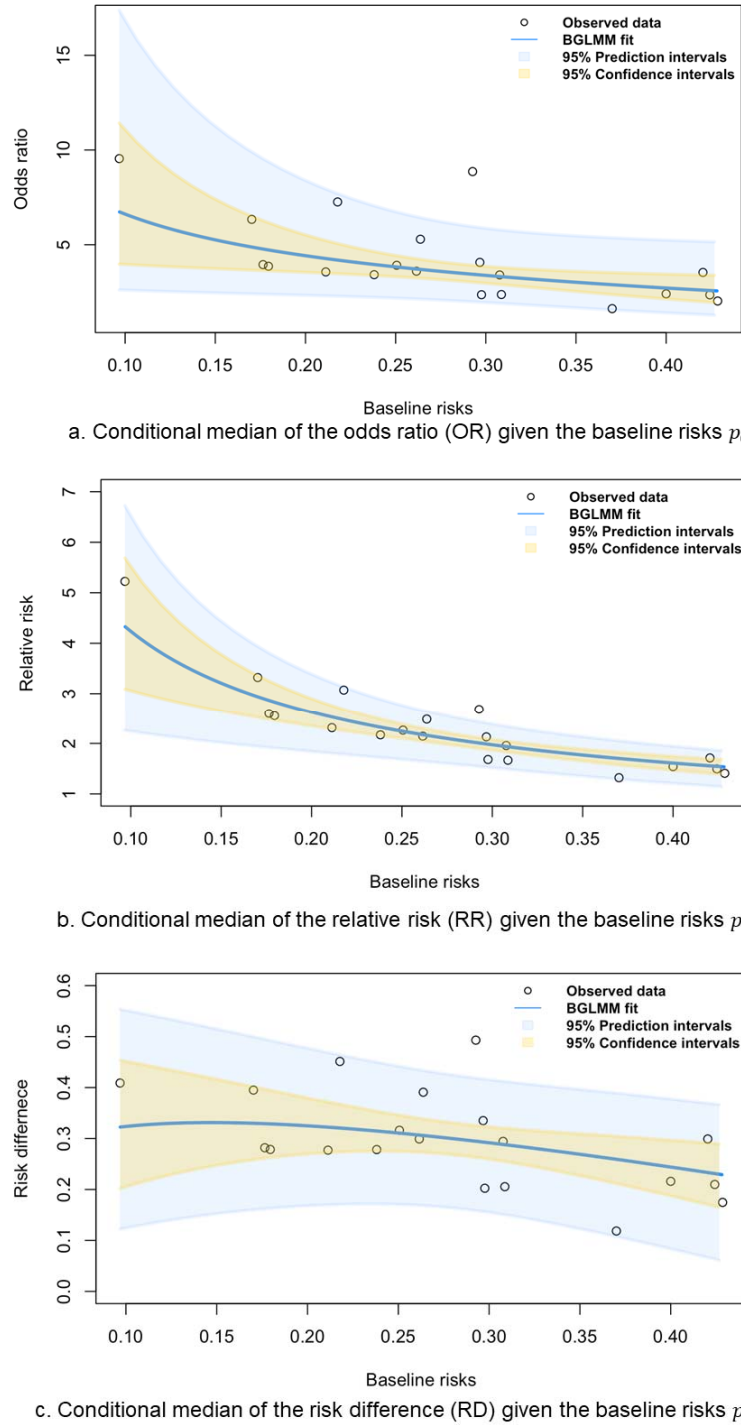 Observed data
BGLMM fit
95% Prediction intervals
95% Confidence intervals
15
10
5
Odds ratio
0.10 0.15 0.20 0.25 0.30 0.35 0.40
Baseline risks
a. Conditional median of the odds ratio (OR) given the baseline risks p
Observed data
BGLMM fit
95% Prediction intervals
95% Confidence intervals
7
6
5
4
3
2
1
Relative risk
0.10 0.15 0.20 0.25 0.30 0.35 0.40
Baseline risks
b. Conditional median of the relative risk (RR) given the baseline risks p
Observed data
BGLMM fit
95% Prediction intervals
95% Confidence intervals
0.6
0.5
0.4
0.3
0.2
0.1
0.0
Risk differnece
0.10 0.15 0.20 0.25 0.30 0.35 0.40
Baseline risks
c. Conditional median of the risk difference (RD) given the baseline risks p